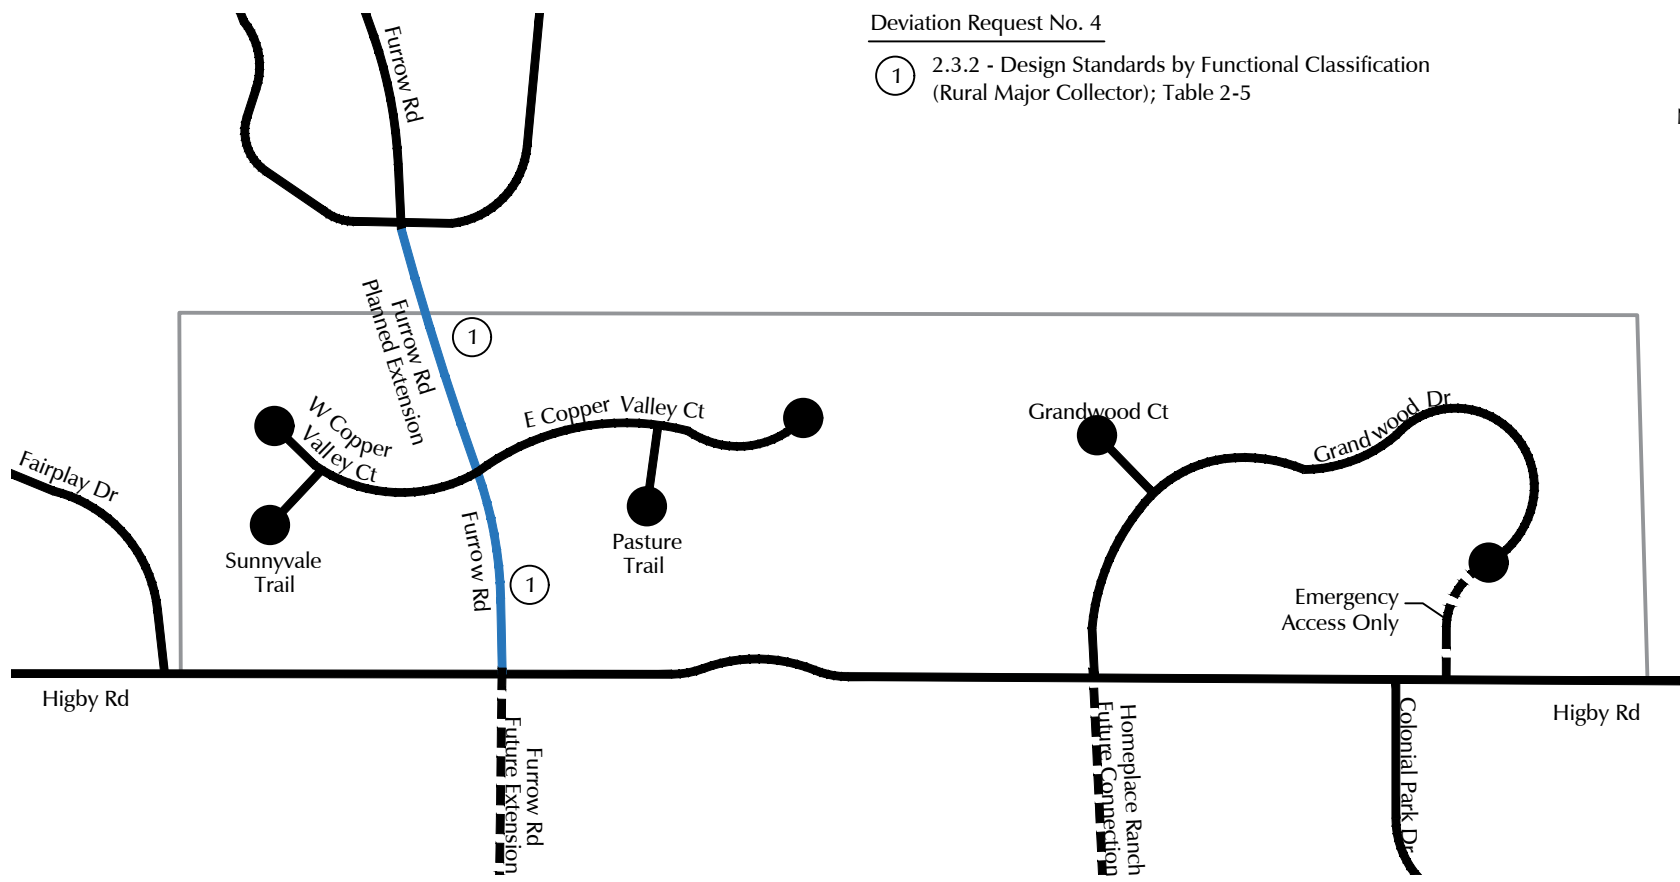 Deviation Request No. 4
1
2.3.2 - Design Standards by Functional Classification
(Rural Major Collector); Table 2-5
Furrow Rd
Furrow Rd
Planned Extension
1
W Copper
Valley Ct
E Copper Valley Ct
Grandwood Ct
Grandwood Dr
Fairplay Dr
Sunnyvale
Trail
Furrow Rd
1
Pasture
Trail
Emergency
Access Only
Higby Rd
Higby Rd
Furrow Rd
Future Extension
Homeplace Ranch
Future Connection
Colonial Park Dr